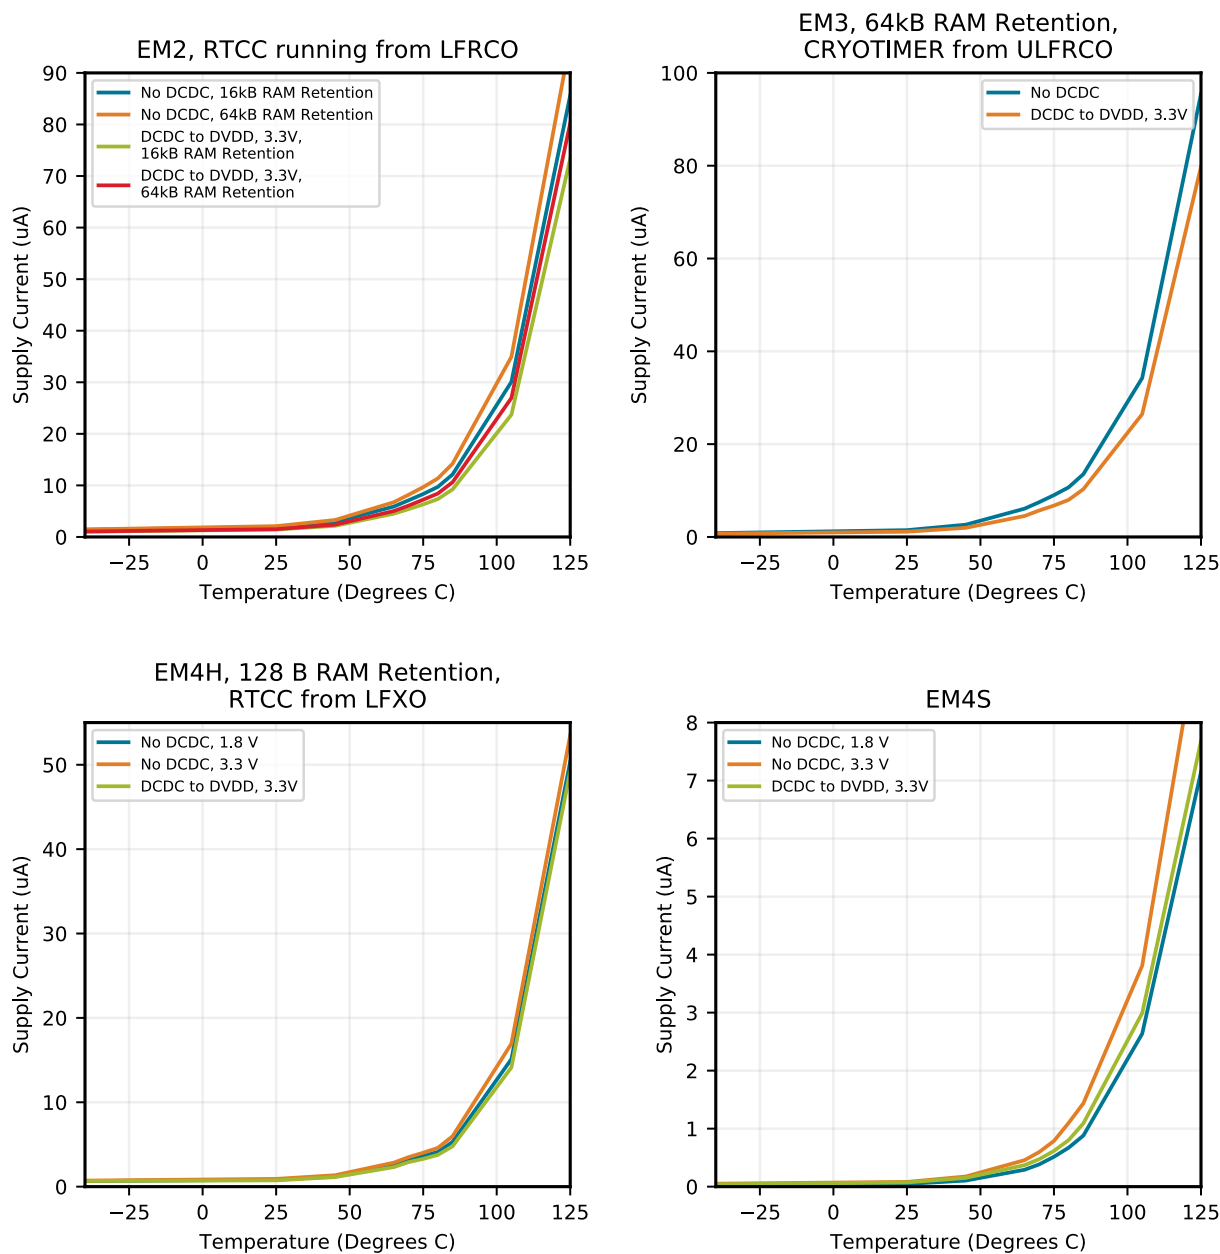 EM2, RTCC running from LFRCO
90
80
70
60
50
40
30
20
10
0
Supply Current (uA)
No DCDC, 16kB RAM Retention
No DCDC, 64kB RAM Retention
DCDC to DVDD, 3.3V,
16kB RAM Retention
DCDC to DVDD, 3.3V,
64kB RAM Retention
−25 0 25 50 75 100 125
Temperature (Degrees C)
EM3, 64kB RAM Retention,
CRYOTIMER from ULFRCO
100
80
60
40
20
0
Supply Current (uA)
No DCDC
DCDC to DVDD, 3.3V
−25 0 25 50 75 100 125
Temperature (Degrees C)
EM4H, 128 B RAM Retention,
RTCC from LFXO
50
40
30
20
10
0
Supply Current (uA)
No DCDC, 1.8 V
No DCDC, 3.3 V
DCDC to DVDD, 3.3V
−25 0 25 50 75 100 125
Temperature (Degrees C)
EM4S
8
7
6
5
4
3
2
1
0
Supply Current (uA)
No DCDC, 1.8 V
No DCDC, 3.3 V
DCDC to DVDD, 3.3V
−25 0 25 50 75 100 125
Temperature (Degrees C)